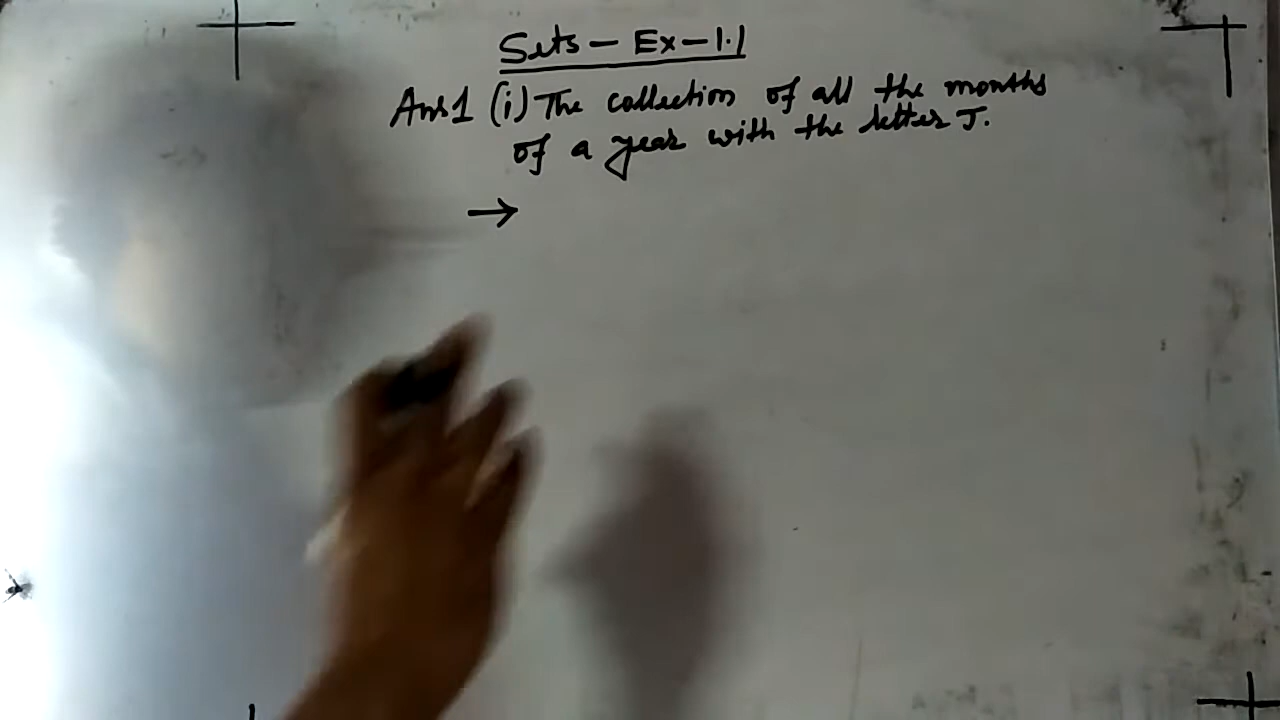 Sets - Ex - 1.1
Ans 1 (i) The collection of all the months
of a year with the letter J.
→